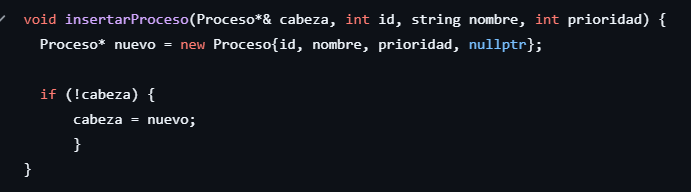 void insertarProceso(Proceso*& cabeza, int id, string nombre, int prioridad) {
  Proceso* nuevo = new Proceso{id, nombre, prioridad, nullptr};

  if (!cabeza) {
      cabeza = nuevo;
      }
}